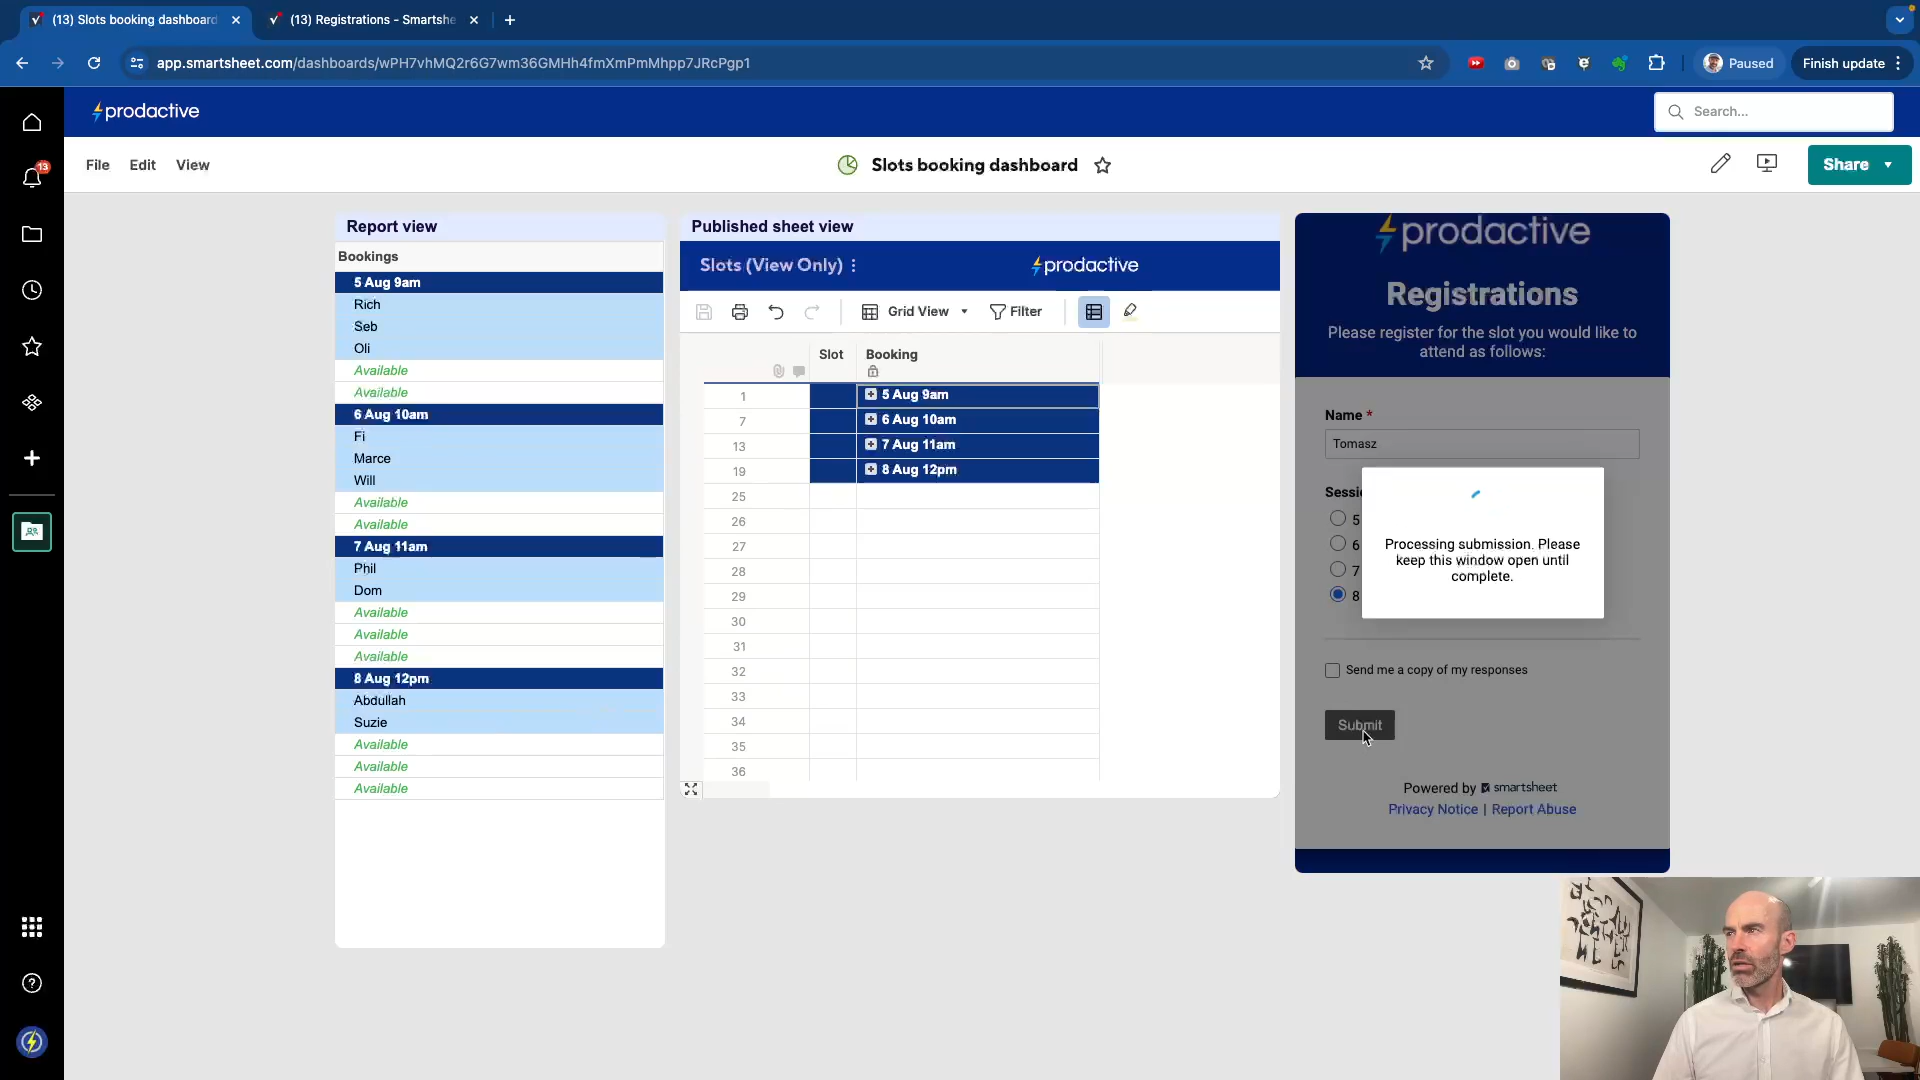 (13) Slots booking dashboard
(13) Registrations - Smartshe
app.smartsheet.com/dashboards/wPH7vhMQ2r6G7wm36GMHh4fmXmPmMhpp7JRcPgp1
Paused
Finish update
prodactive
Search...
13
File
Edit
View
Slots booking dashboard
Share
Report view
Bookings
5 Aug 9am
Rich
Seb
Oli
Available
Available
6 Aug 10am
Fi
Marce
Will
Available
Available
7 Aug 11am
Phil
Dom
Available
Available
Available
8 Aug 12pm
Abdullah
Suzie
Available
Available
Available
Published sheet view
Slots (View Only)
prodactive
Grid View
Filter
Slot
Booking
1
5 Aug 9am
7
6 Aug 10am
13
7 Aug 11am
19
8 Aug 12pm
25
26
27
28
29
30
31
32
33
34
35
36
prodactive
Registrations
Please register for the slot you would like to
attend as follows:
Name *
Tomasz
Sessi
5
6
7
8
Processing submission. Please
keep this window open until
complete.
Send me a copy of my responses
Submit
Powered by smartsheet
Privacy Notice | Report Abuse